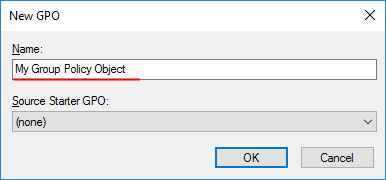 New GPO
Name:
My Group Policy Object
Source Starter GPO:
(none)
OK Cancel